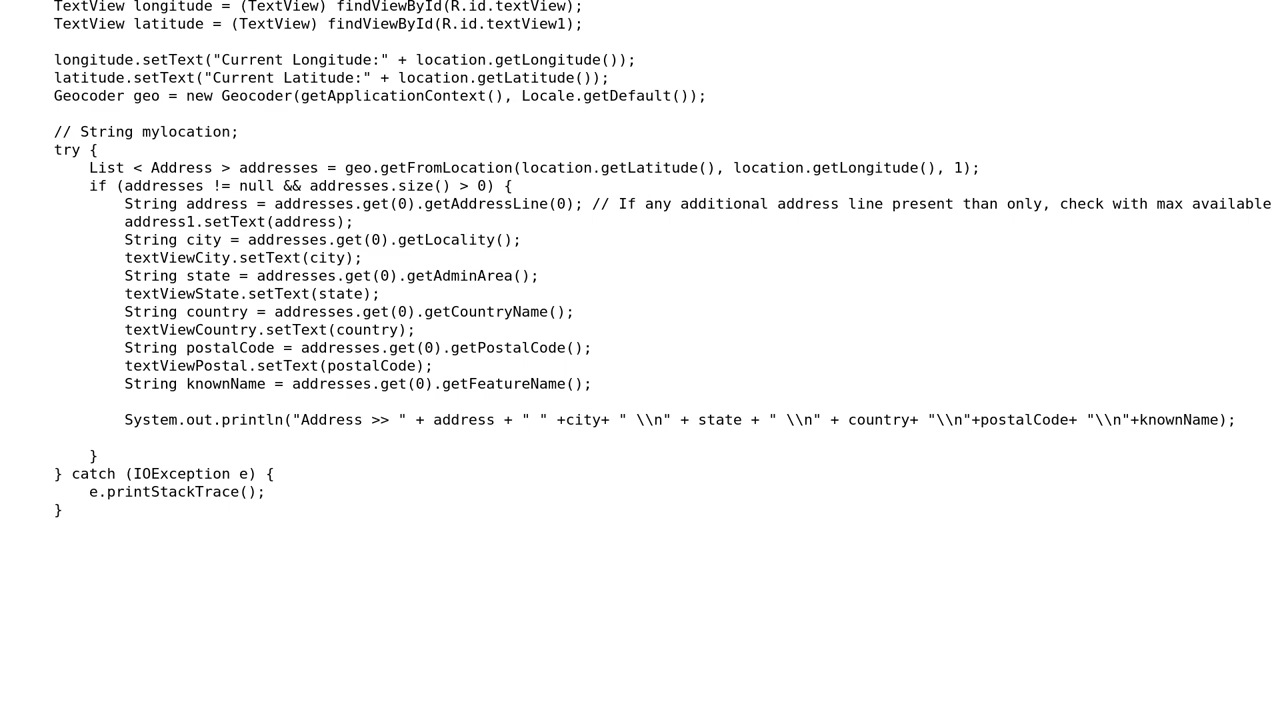 TextView longitude = (TextView) findViewById(R.id.textView);
TextView latitude = (TextView) findViewById(R.id.textView1);
longitude.setText("Current Longitude:" + location.getLongitude());
latitude.setText("Current Latitude:" + location.getLatitude());
Geocoder geo = new Geocoder(getApplicationContext(), Locale.getDefault());
// String mylocation;
try {
List < Address > addresses = geo.getFromLocation(location.getLatitude(), location.getLongitude(), 1);
if (addresses != null && addresses.size() > 0) {
String address = addresses.get(0).getAddressLine(0); // If any additional address line present than only, check with max available
address1.setText(address);
String city = addresses.get(0).getLocality();
textViewCity.setText(city);
String state = addresses.get(0).getAdminArea();
textViewState.setText(state);
String country = addresses.get(0).getCountryName();
textViewCountry.setText(country);
String postalCode = addresses.get(0).getPostalCode();
textViewPostal.setText(postalCode);
String knownName = addresses.get(0).getFeatureName();
System.out.println("Address >> " + address + " " +city+ " \\n" + state + " \\n" + country+ "\\n"+postalCode+ "\\n"+knownName);
}
} catch (IOException e) {
e.printStackTrace();
}